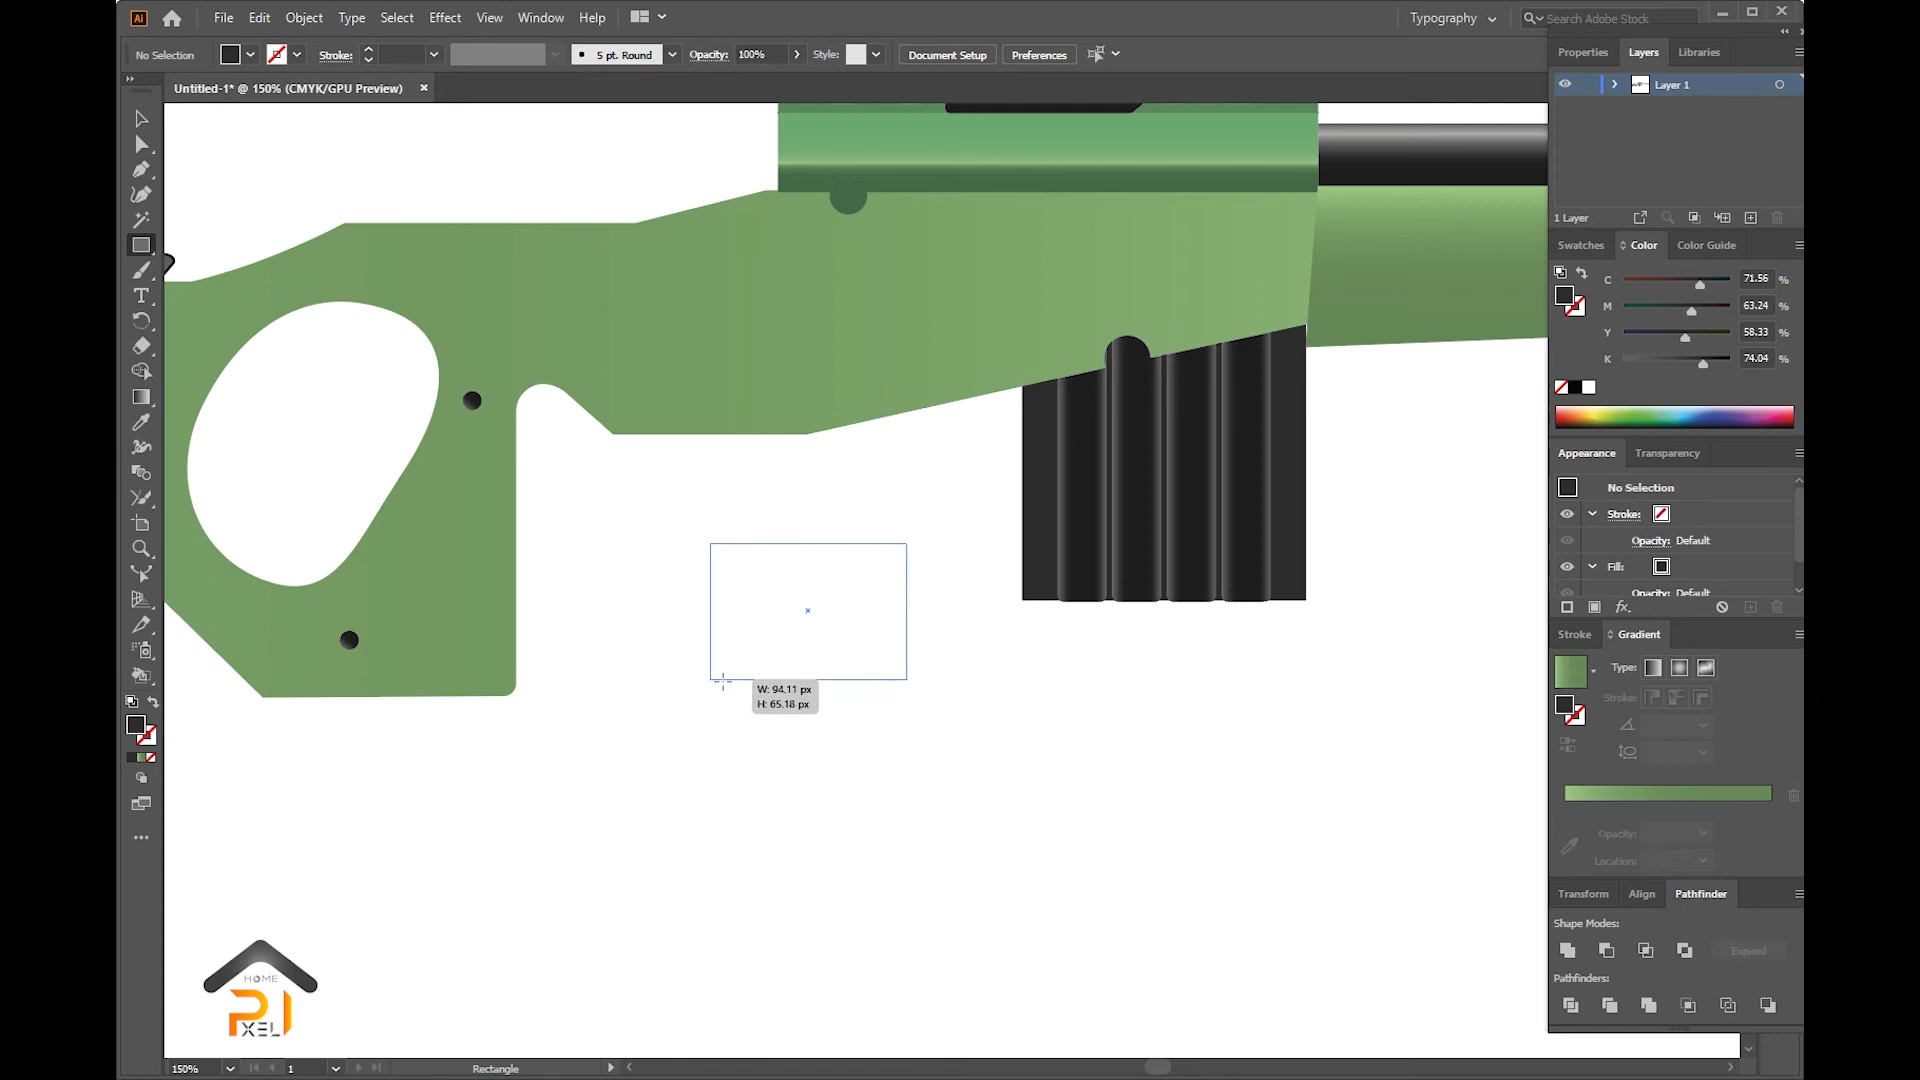 Ai
File Edit Object Type Select Effect View Window Help
Typography
Search Adobe Stock
No Selection
Stroke:
5 pt. Round
Opacity: 100%
Style:
Document Setup
Preferences
Properties Layers Libraries
Untitled-1* @ 150% (CMYK/GPU Preview)
Layer 1
1 Layer
Swatches Color Color Guide
C 71.56 %
M 63.24 %
Y 58.33 %
K 74.04 %
Appearance Transparency
No Selection
Stroke:
Opacity: Default
Fill:
Opacity: Default
fx.
Stroke Gradient
Type:
Stroke:
W: 94.11 px
H: 65.18 px
Opacity:
Location:
Transform Align Pathfinder
Shape Modes:
Expand
Pathfinders:
HOME
PIXEL
150%
1
Rectangle